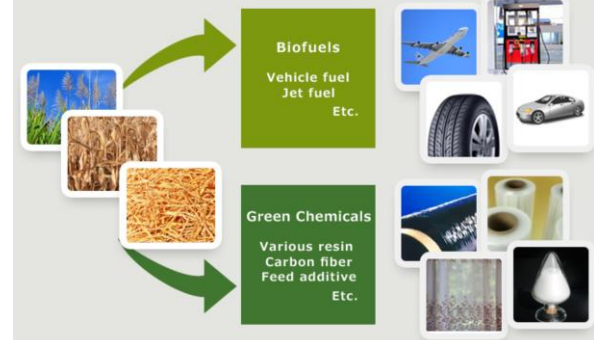 Biofuels
Vehicle fuel
Jet fuel
Etc.
Green Chemicals
Various resin
Carbon fiber
Feed additive
Etc.